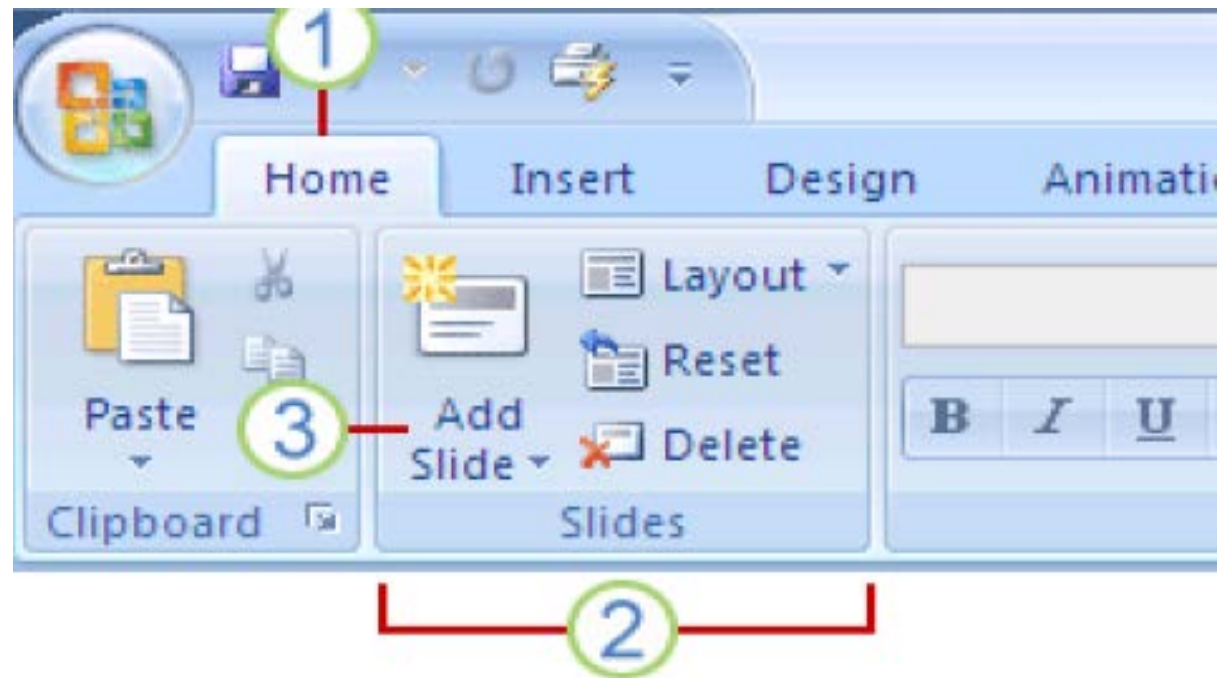 1
Home Insert Design Animati
Layout
Reset
Paste 3 Add Slide Delete
B I U
Clipboard Slides
2